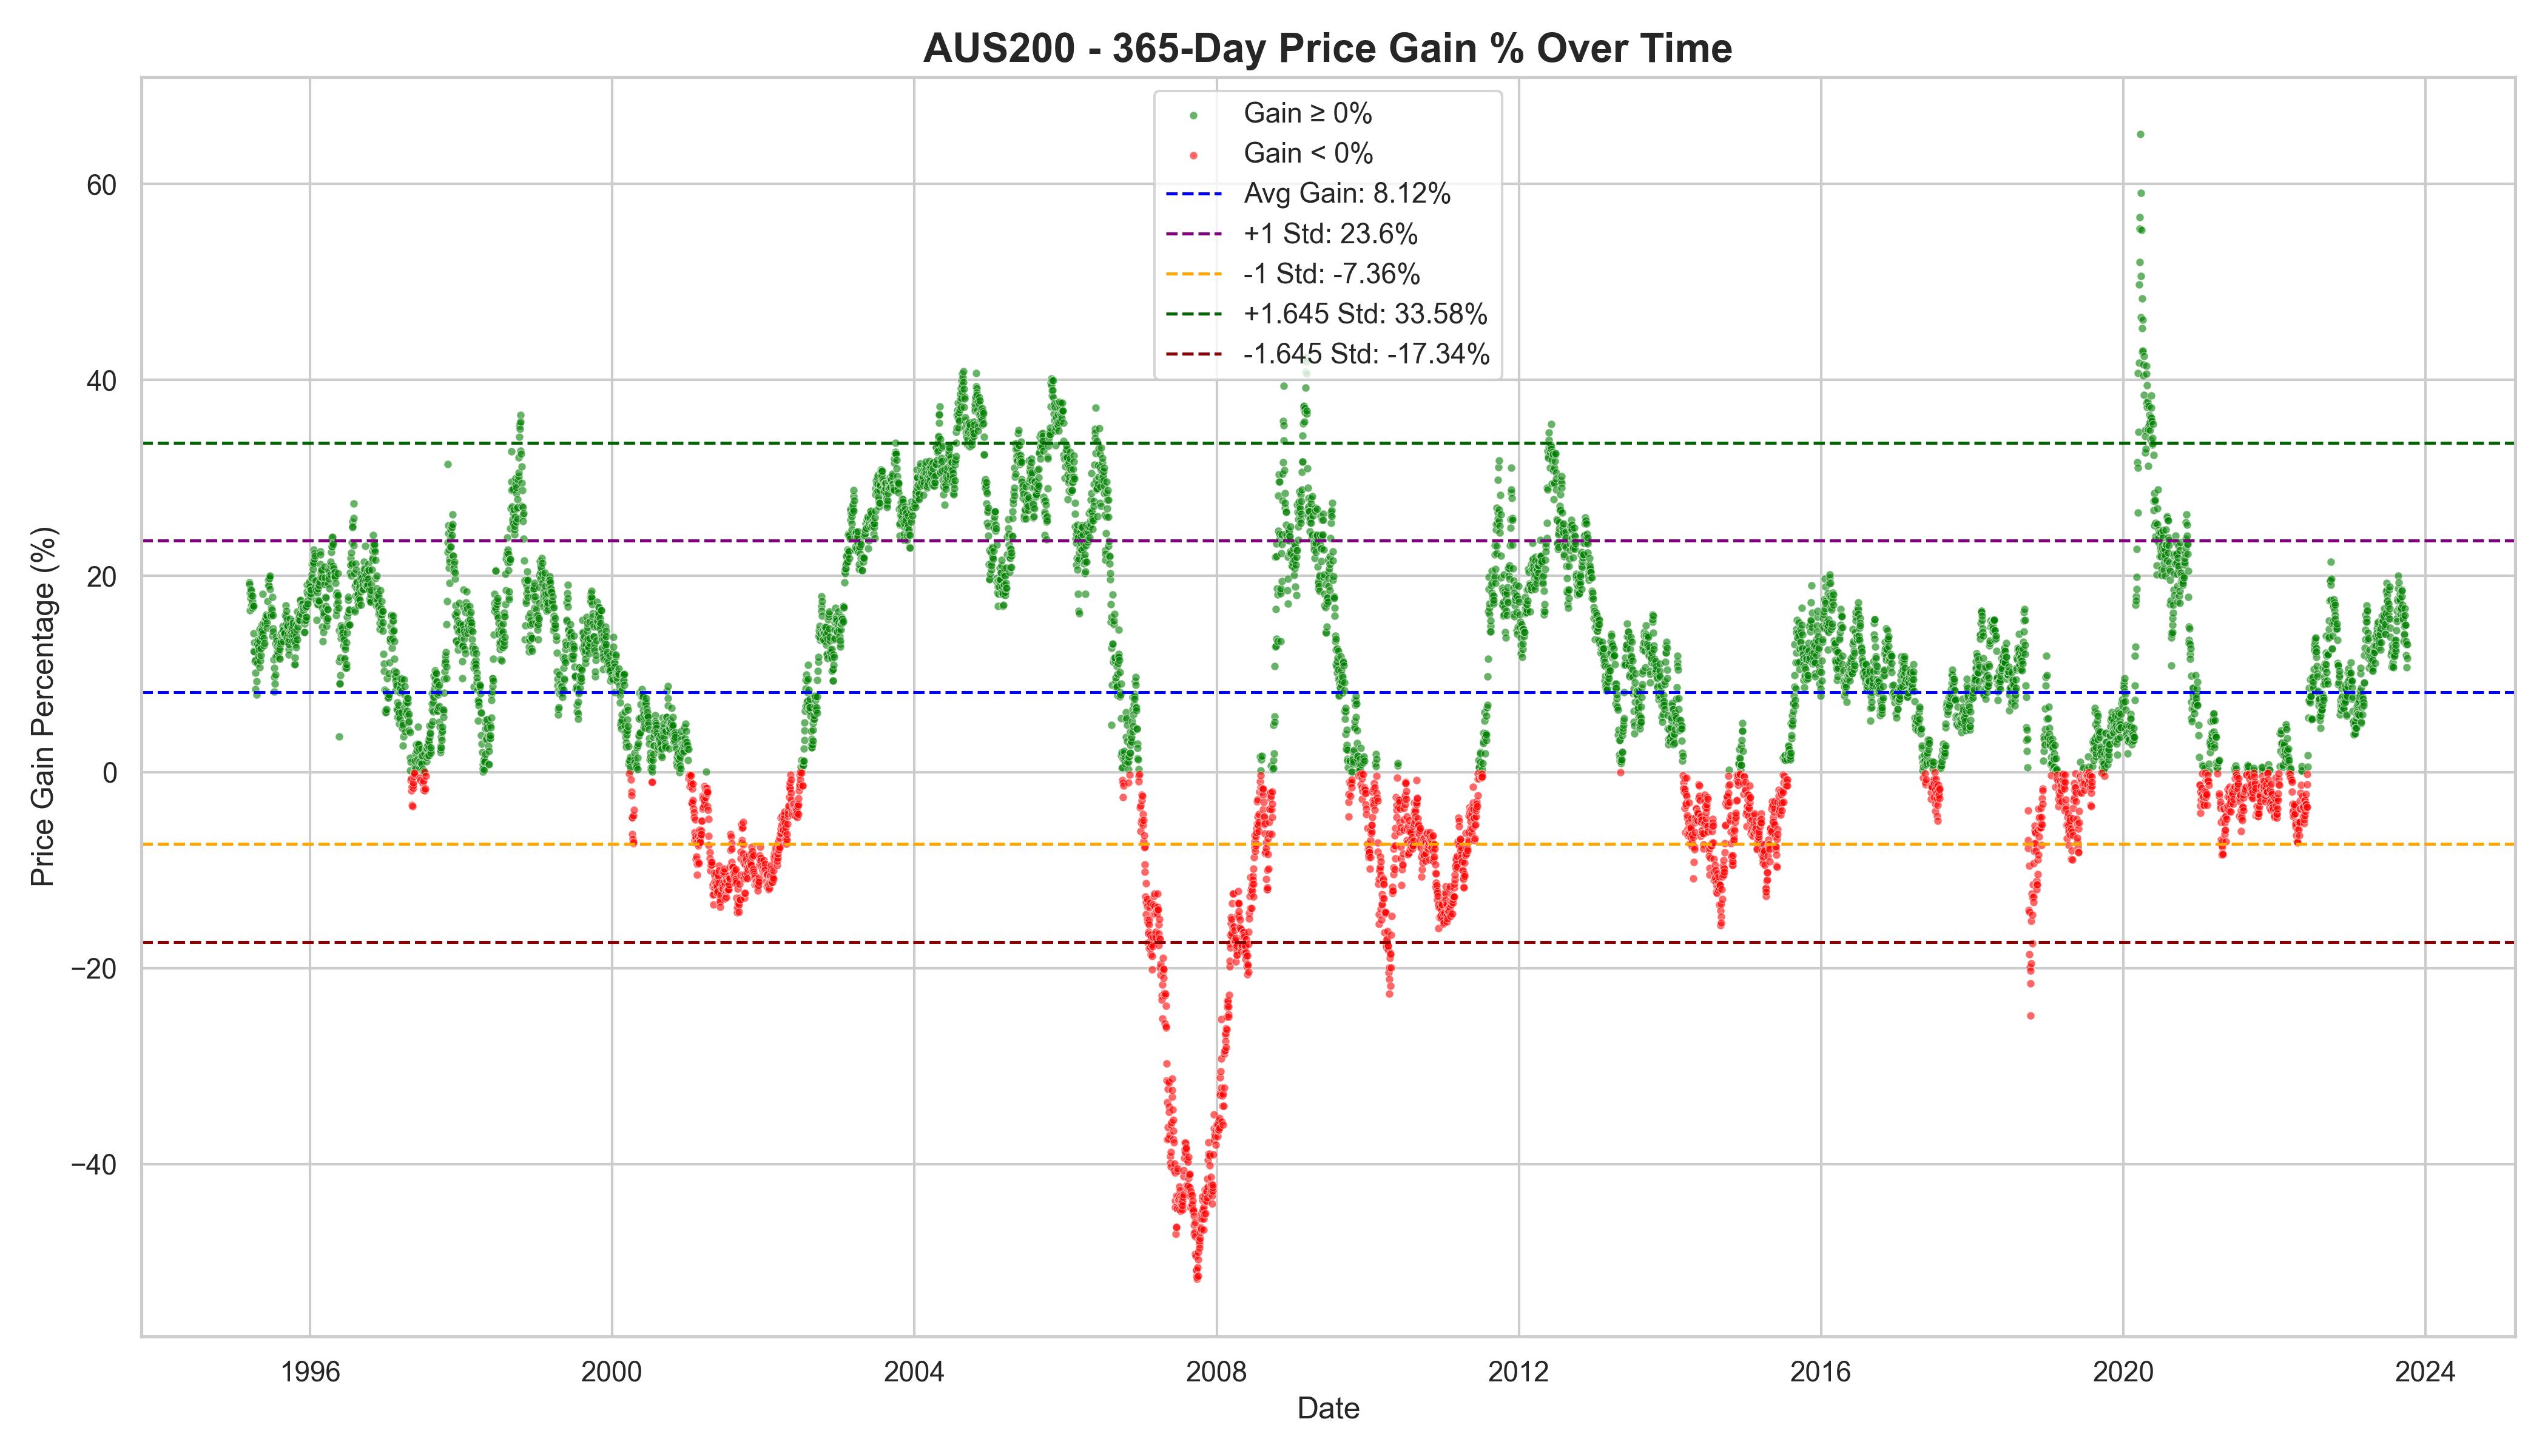 AUS200 - 365-Day Price Gain % Over Time
Gain ≥ 0%
Gain < 0%
Avg Gain: 8.12%
+1 Std: 23.6%
-1 Std: -7.36%
+1.645 Std: 33.58%
-1.645 Std: -17.34%
Price Gain Percentage (%)
60
40
20
0
−20
−40
1996 2000 2004 2008 2012 2016 2020 2024
Date